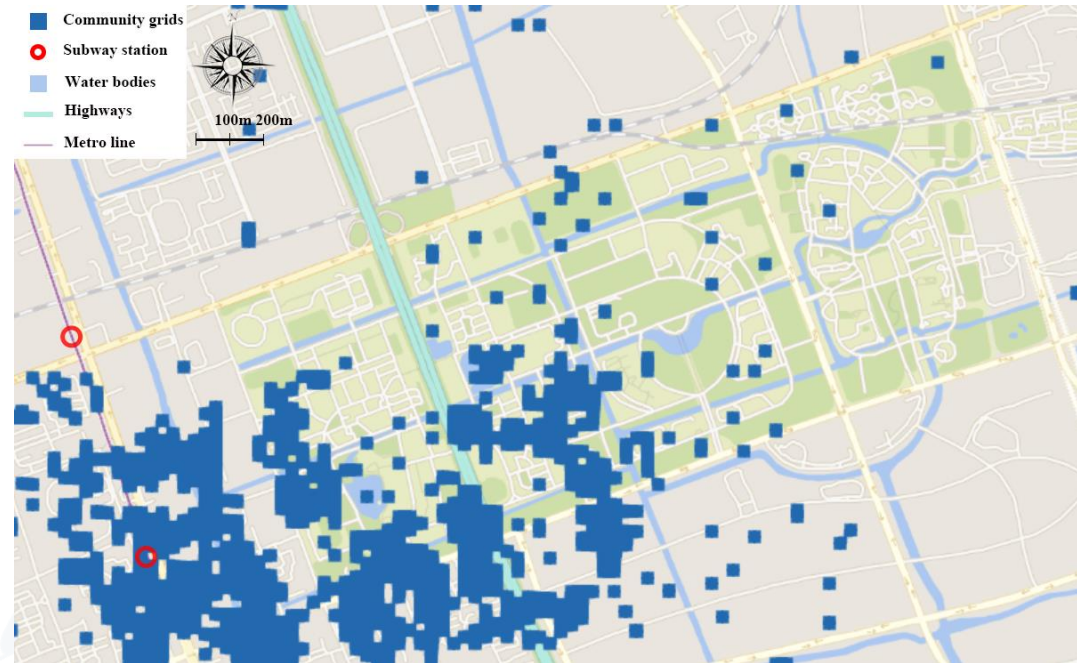 Community grids
Subway station
Water bodies
Highways
Metro line
100m 200m